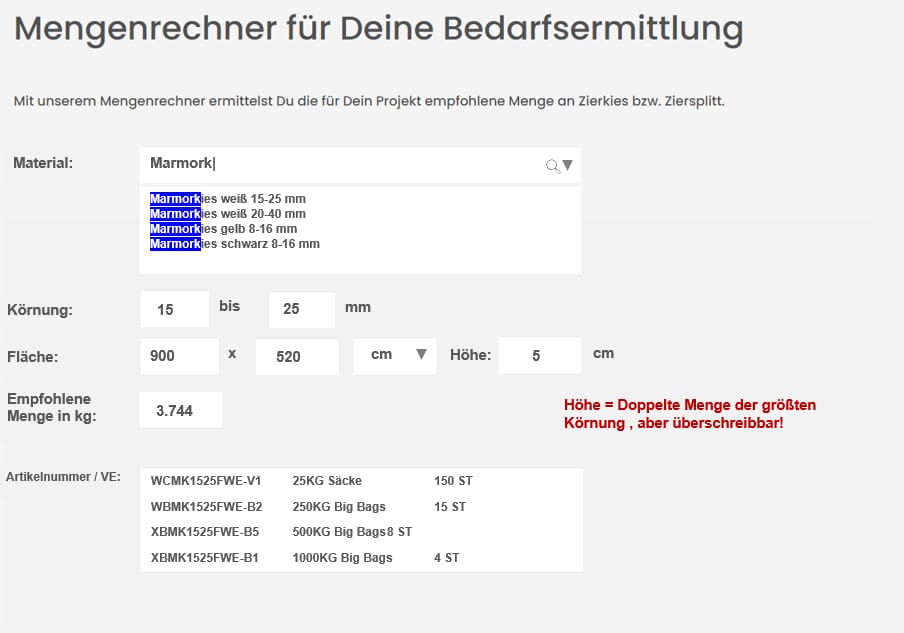 Mengenrechner für Deine Bedarfsermittlung
Mit unserem Mengenrechner ermittelst Du die für Dein Projekt empfohlene Menge an Zierkies bzw. Ziersplitt.
Material: Marmork
Marmorkies weiß 15-25 mm
Marmorkies weiß 20-40 mm
Marmorkies gelb 8-16 mm
Marmorkies schwarz 8-16 mm
Körnung: 15 bis 25 mm
Fläche: 900 x 520 cm Höhe: 5 cm
Empfohlene
Menge in kg: 3.744
Höhe = Doppelte Menge der größten
Körnung , aber überschreibbar!
Artikelnummer / VE: WCMK1525FWE-V1 25KG Säcke 150 ST
WBMK1525FWE-B2 250KG Big Bags 15 ST
XBMK1525FWE-B5 500KG Big Bags8 ST
XBMK1525FWE-B1 1000KG Big Bags 4 ST